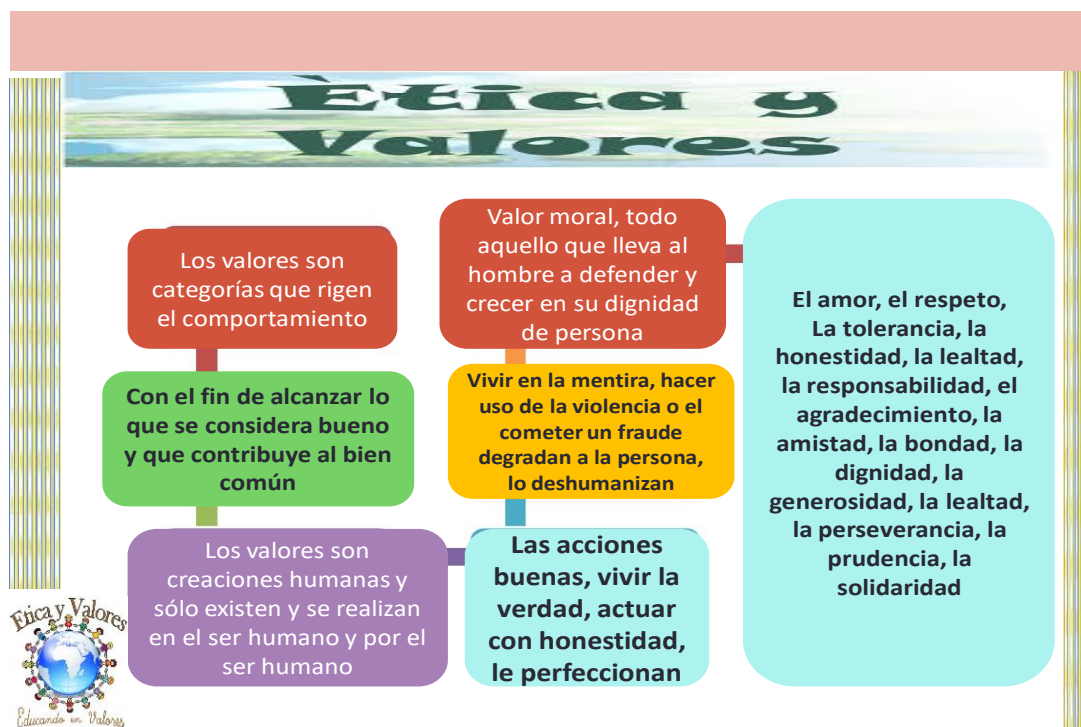 Ètica y
Valores
Los valores son
categorías que rigen
el comportamiento
Con el fin de alcanzar lo
que se considera bueno
y que contribuye al bien
común
Los valores son
creaciones humanas y
sólo existen y se realizan
en el ser humano y por el
ser humano
Las acciones
buenas, vivir la
verdad, actuar
con honestidad,
le perfeccionan
Vivir en la mentira, hacer
uso de la violencia o el
cometer un fraude
degradan a la persona,
lo deshumanizan
Valor moral, todo
aquello que lleva al
hombre a defender y
crecer en su dignidad
de persona
El amor, el respeto,
La tolerancia, la
honestidad, la lealtad,
la responsabilidad, el
agradecimiento, la
amistad, la bondad, la
dignidad, la
generosidad, la lealtad,
la perseverancia, la
prudencia, la
solidaridad
Etica y Valores
Educando en Valores